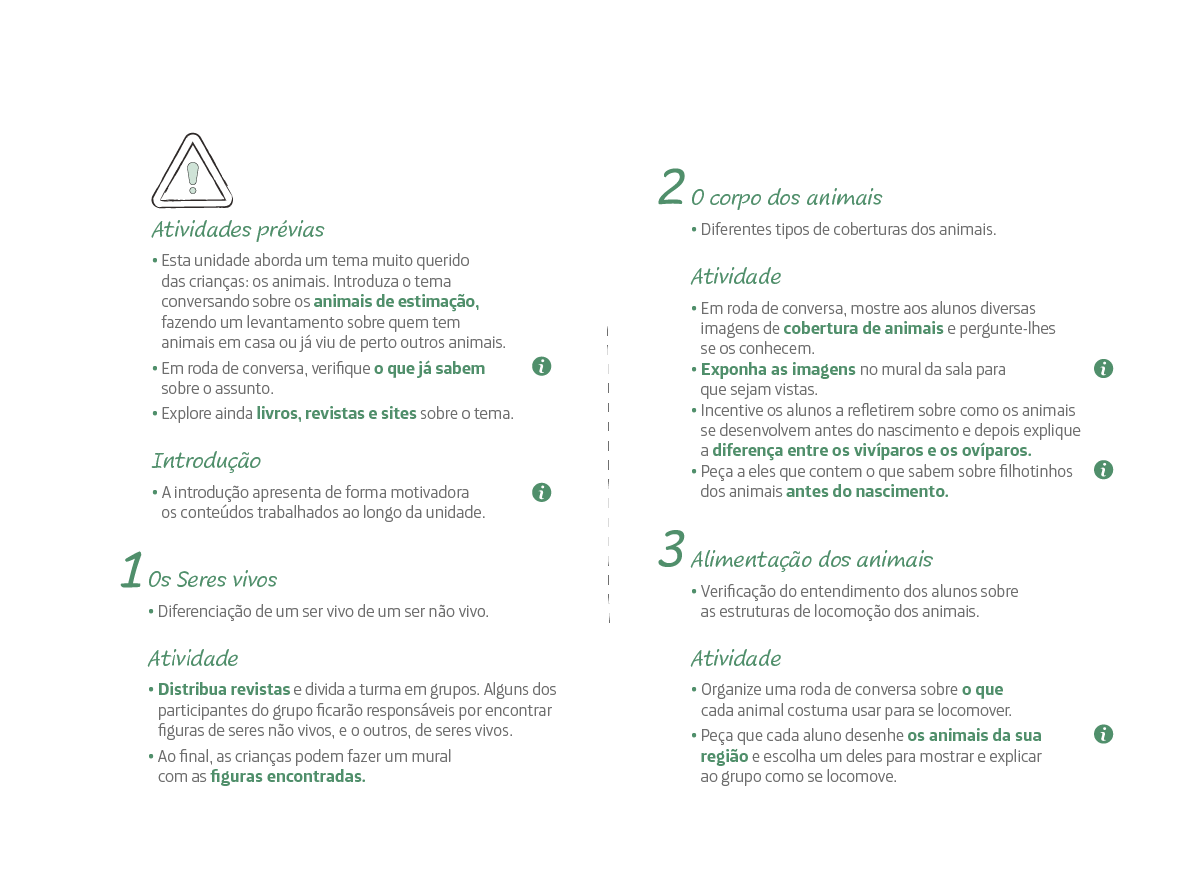 Atividades prévias
• Esta unidade aborda um tema muito querido
das crianças: os animais. Introduza o tema
conversando sobre os animais de estimação,
fazendo um levantamento sobre quem tem
animais em casa ou já viu de perto outros animais.
• Em roda de conversa, verifique o que já sabem
sobre o assunto.
• Explore ainda livros, revistas e sites sobre o tema.
Introdução
• A introdução apresenta de forma motivadora
os conteúdos trabalhados ao longo da unidade.
1 Os Seres vivos
• Diferenciação de um ser vivo de um ser não vivo.
Atividade
• Distribua revistas e divida a turma em grupos. Alguns dos
participantes do grupo ficarão responsáveis por encontrar
figuras de seres não vivos, e o outros, de seres vivos.
• Ao final, as crianças podem fazer um mural
com as figuras encontradas.
2 O corpo dos animais
• Diferentes tipos de coberturas dos animais.
Atividade
• Em roda de conversa, mostre aos alunos diversas
imagens de cobertura de animais e pergunte-lhes
se os conhecem.
• Exponha as imagens no mural da sala para
que sejam vistas.
• Incentive os alunos a refletirem sobre como os animais
se desenvolvem antes do nascimento e depois explique
a diferença entre os vivíparos e os ovíparos.
• Peça a eles que contem o que sabem sobre filhotinhos
dos animais antes do nascimento.
3 Alimentação dos animais
• Verificação do entendimento dos alunos sobre
as estruturas de locomoção dos animais.
Atividade
• Organize uma roda de conversa sobre o que
cada animal costuma usar para se locomover.
• Peça que cada aluno desenhe os animais da sua
região e escolha um deles para mostrar e explicar
ao grupo como se locomove.